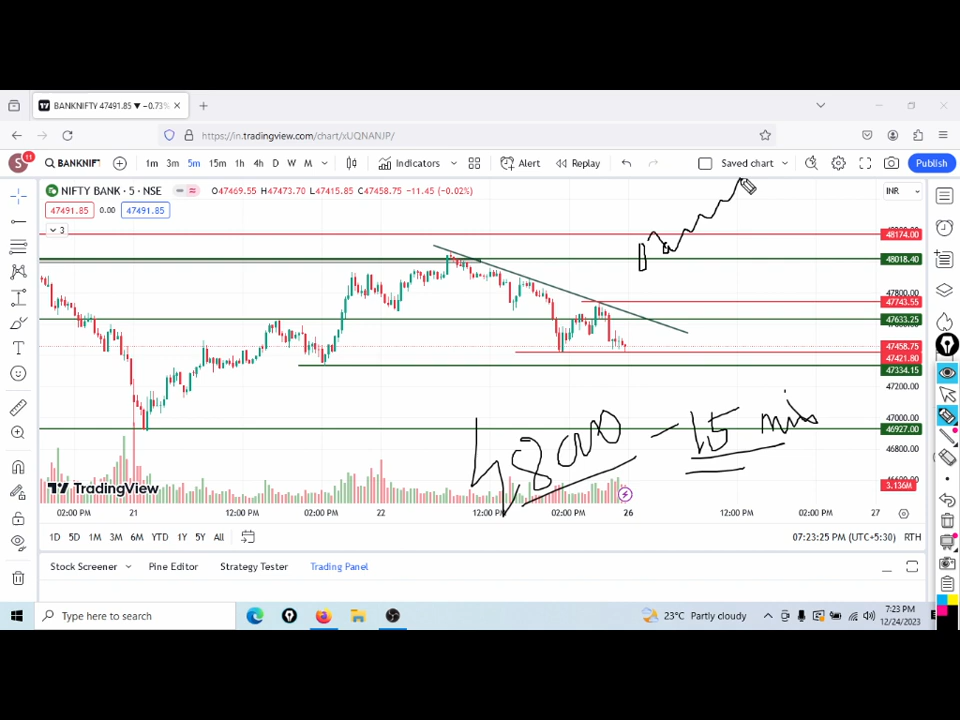 BANKNIFTY 47491.85 ▼ −0.73%
https://in.tradingview.com/chart/xUQNANJP/
S 11
BANKNIFT 1m 3m 5m 15m 1h 4h D W M Indicators Alert Replay Saved chart Publish
NIFTY BANK · 5 · NSE O47469.55 H47473.70 L47415.85 C47458.75 −11.45 (−0.02%) INR
47491.85 0.00 47491.85
3
48174.00
48018.40
47800.00
47743.55
47633.25
47458.75
47421.80
47334.15
47200.00
47000.00
46927.00
46800.00
3.136M
48000 - 15 min
TradingView
02:00 PM 21 12:00 PM 02:00 PM 22 12:00 PM 02:00 PM 26 12:00 PM 02:00 PM 27
1D 5D 1M 3M 6M YTD 1Y 5Y All 07:23:25 PM (UTC+5:30) RTH
Stock Screener Pine Editor Strategy Tester Trading Panel
Type here to search 23°C Partly cloudy 7:23 PM
12/24/2023